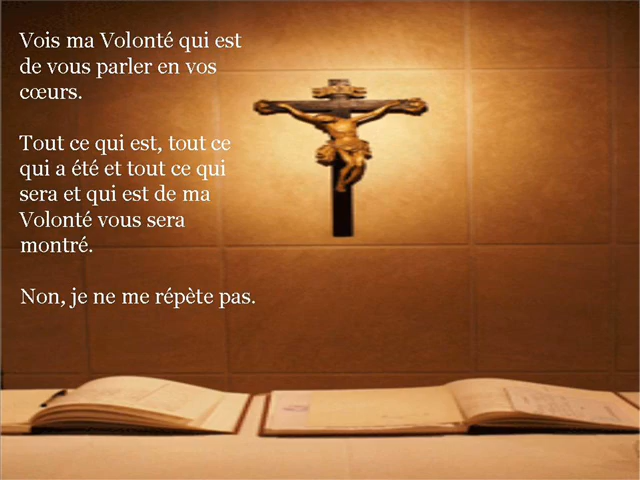 Vois ma Volonté qui est
de vous parler en vos
cœurs.
Tout ce qui est, tout ce
qui a été et tout ce qui
sera et qui est de ma
Volonté vous sera
montré.
Non, je ne me répète pas.